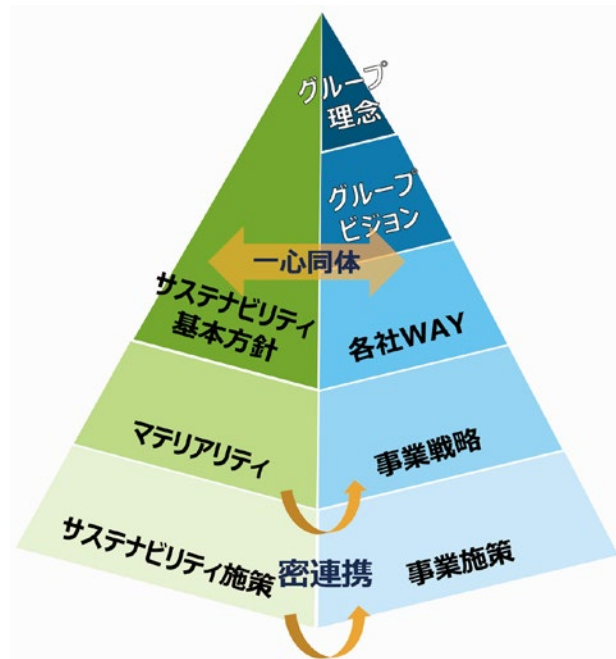 グループ
理念
グループ
ビジョン
一心同体
サステナビリティ
基本方針
各社WAY
マテリアリティ
事業戦略
サステナビリティ施策
密連携
事業施策